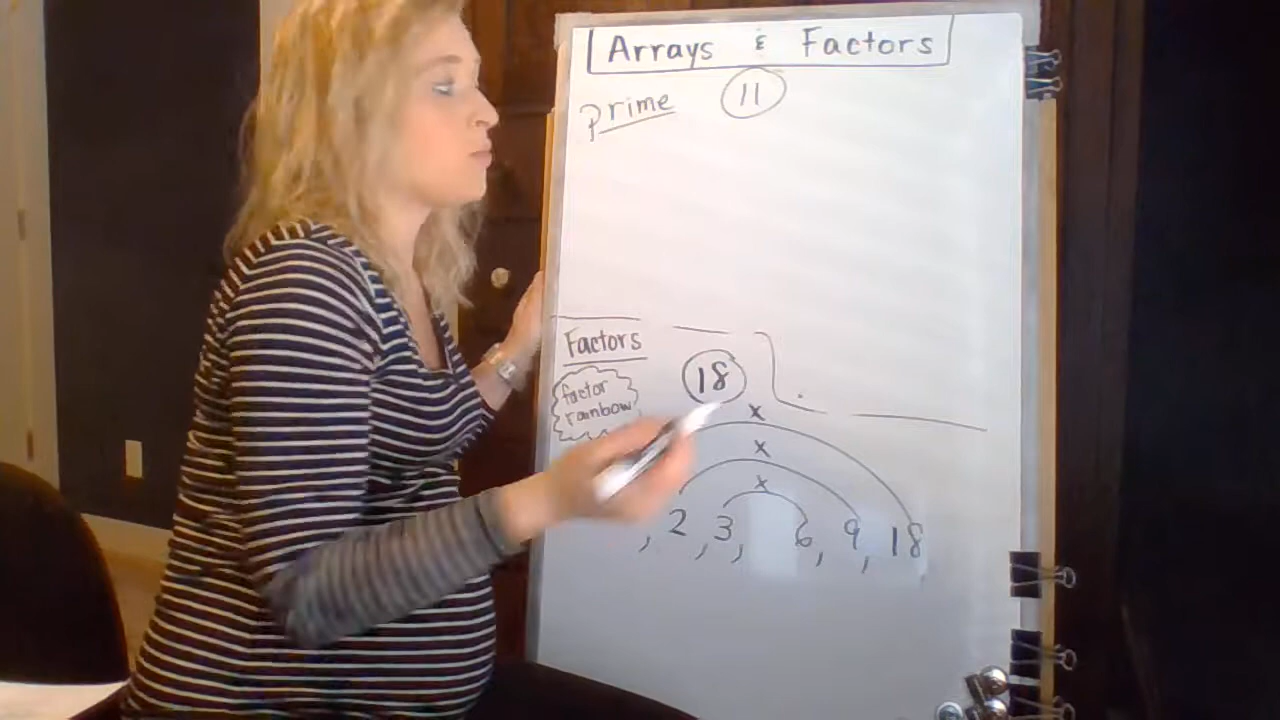 Arrays & Factors
prime 11
Factors
18
factor
rainbow
x
x
x
, 2, 3, 6, 9, 18